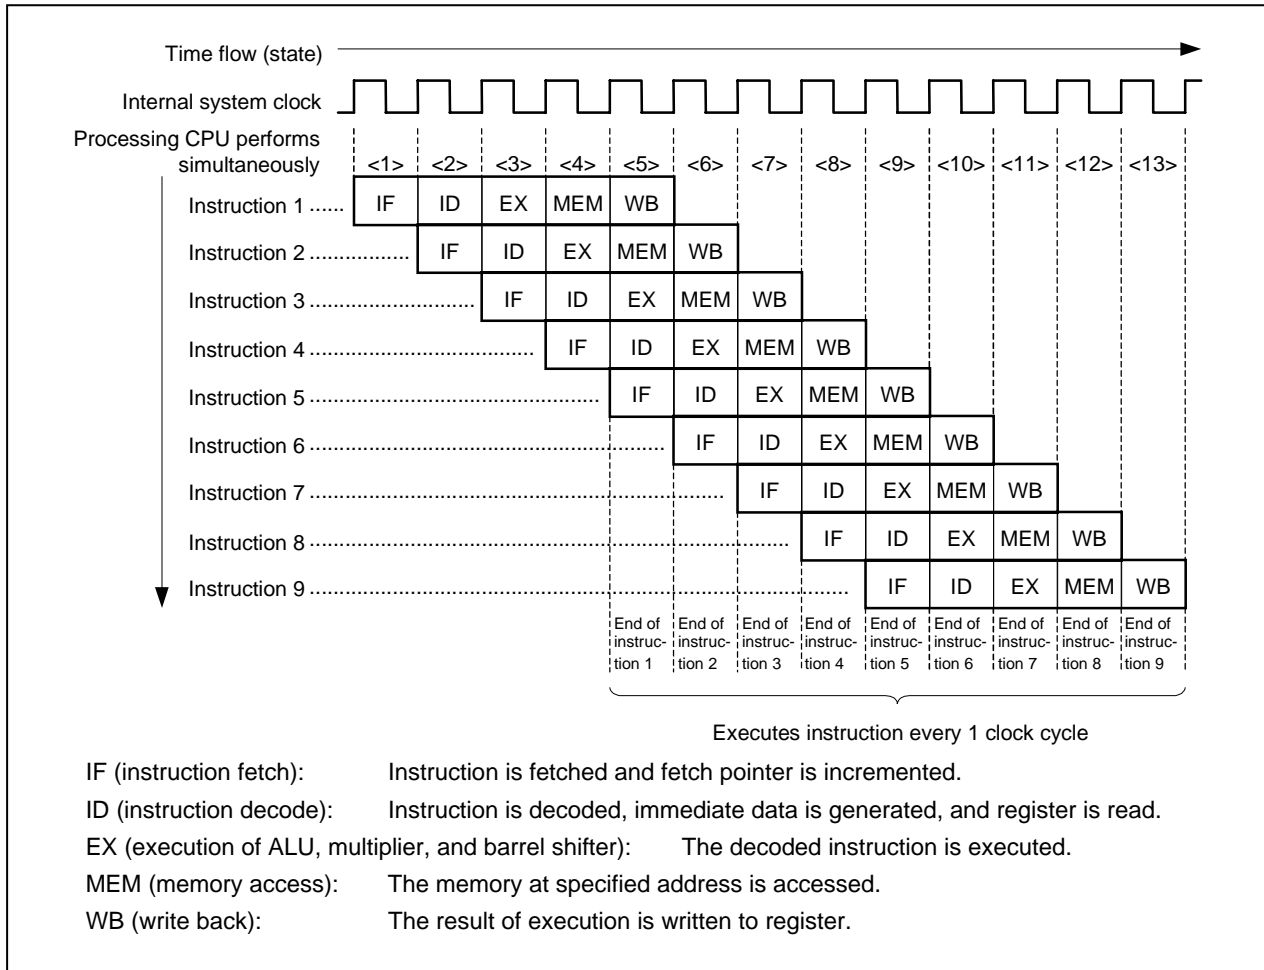 Time flow (state)
Internal system clock
Processing CPU performs
simultaneously
<1> <2> <3> <4> <5> <6> <7> <8> <9> <10> <11> <12> <13>
Instruction 1 ...... IF ID EX MEM WB
Instruction 2 ................. IF ID EX MEM WB
Instruction 3 ............................ IF ID EX MEM WB
Instruction 4 ...................................... IF ID EX MEM WB
Instruction 5 ................................................. IF ID EX MEM WB
Instruction 6 ............................................................ IF ID EX MEM WB
Instruction 7 ...................................................................... IF ID EX MEM WB
Instruction 8 ................................................................................. IF ID EX MEM WB
Instruction 9 ........................................................................................... IF ID EX MEM WB
End of End of End of End of End of End of End of End of End of
instruc- instruc- instruc- instruc- instruc- instruc- instruc- instruc- instruc-
tion 1 tion 2 tion 3 tion 4 tion 5 tion 6 tion 7 tion 8 tion 9
Executes instruction every 1 clock cycle
IF (instruction fetch): Instruction is fetched and fetch pointer is incremented.
ID (instruction decode): Instruction is decoded, immediate data is generated, and register is read.
EX (execution of ALU, multiplier, and barrel shifter): The decoded instruction is executed.
MEM (memory access): The memory at specified address is accessed.
WB (write back): The result of execution is written to register.